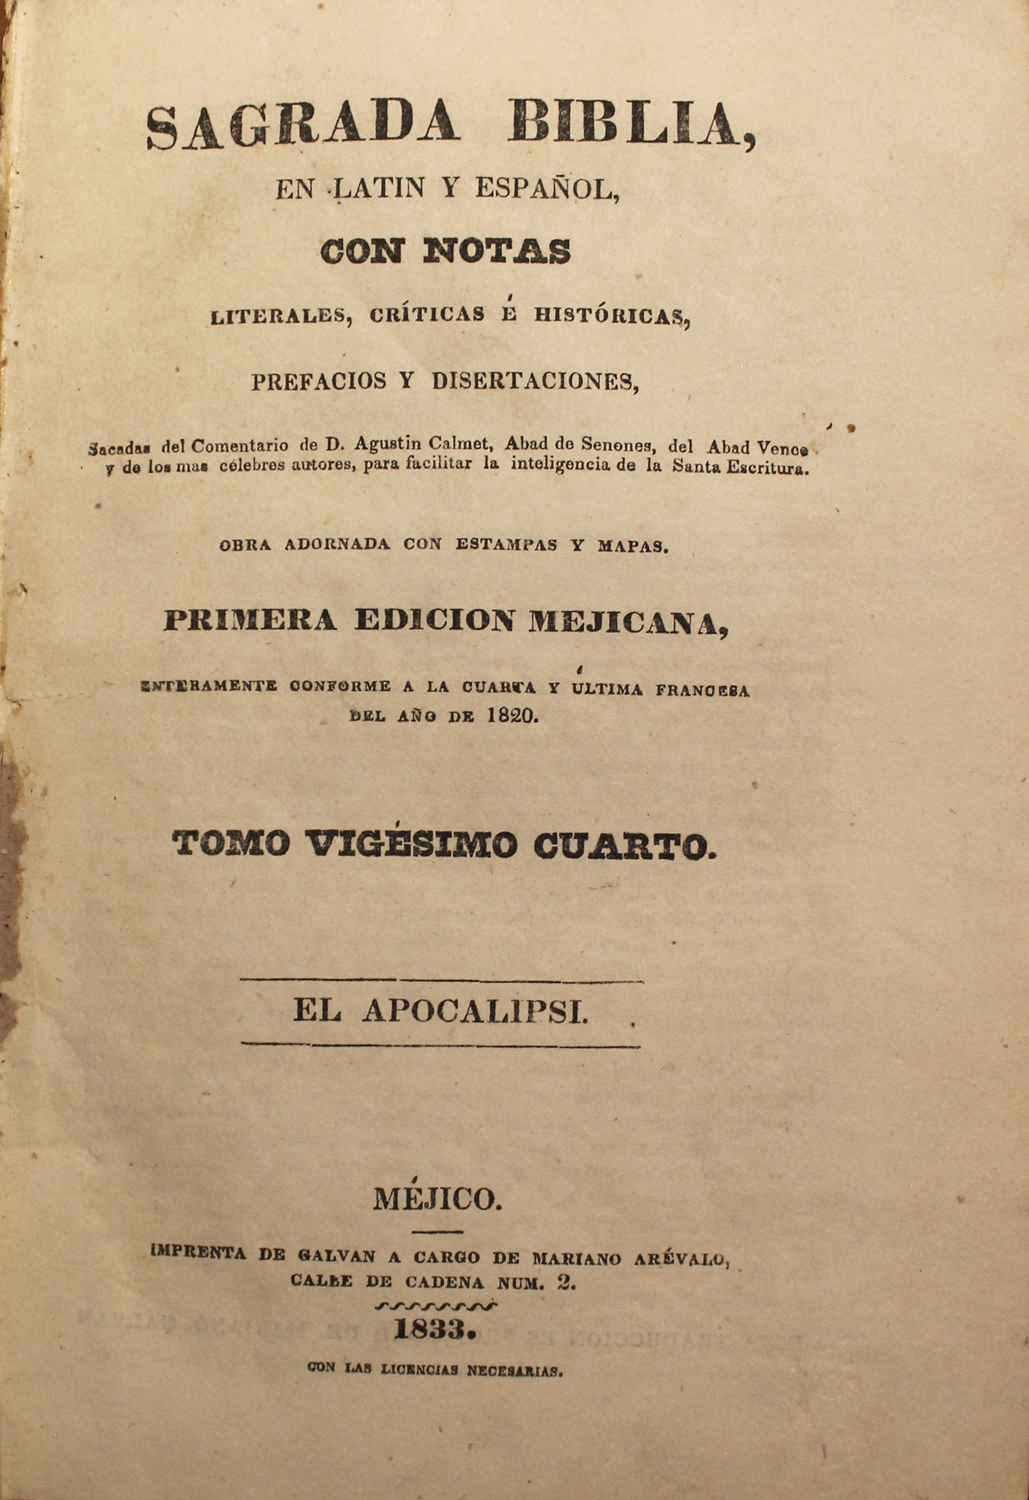 SAGRADA BIBLIA,
EN LATIN Y ESPAÑOL,
CON NOTAS
LITERALES, CRÍTICAS É HISTÓRICAS,
PREFACIOS Y DISERTACIONES,
Sacadas del Comentario de D. Agustin Calmet, Abad de Senones, del Abad Vence
y de los mas célebres autores, para facilitar la inteligencia de la Santa Escritura.
OBRA ADORNADA CON ESTAMPAS Y MAPAS.
PRIMERA EDICION MEJICANA,
ENTERAMENTE CONFORME A LA CUARTA Y ÚLTIMA FRANCESA
DEL AÑO DE 1820.
TOMO VIGÉSIMO CUARTO.
EL APOCALIPSI.
MÉJICO.
IMPRENTA DE GALVAN A CARGO DE MARIANO ARÉVALO,
CALLE DE CADENA NUM. 2.
1833.
CON LAS LICENCIAS NECESARIAS.